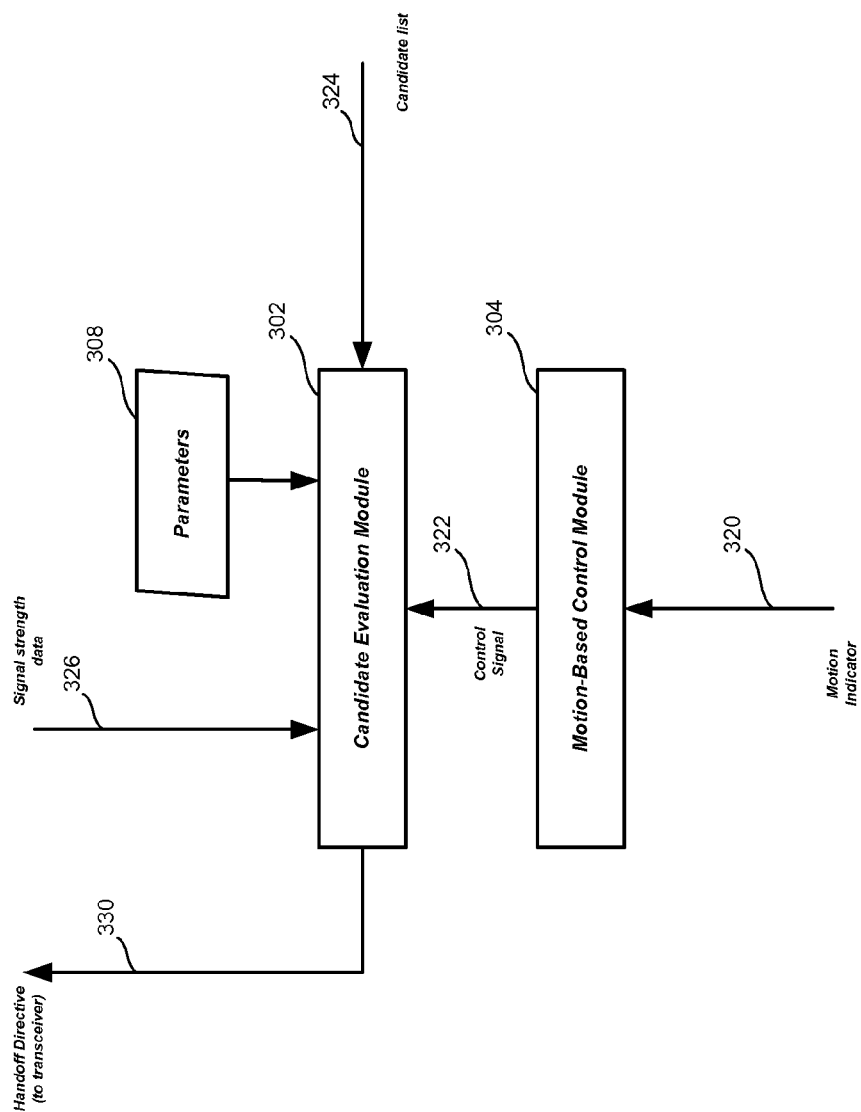 Handoff Directive
(to transceiver)
Signal strength
data
326
308
330
Parameters
302
324
Candidate Evaluation Module
Candidate list
322
Control
Signal
304
Motion-Based Control Module
320
Motion
Indicator